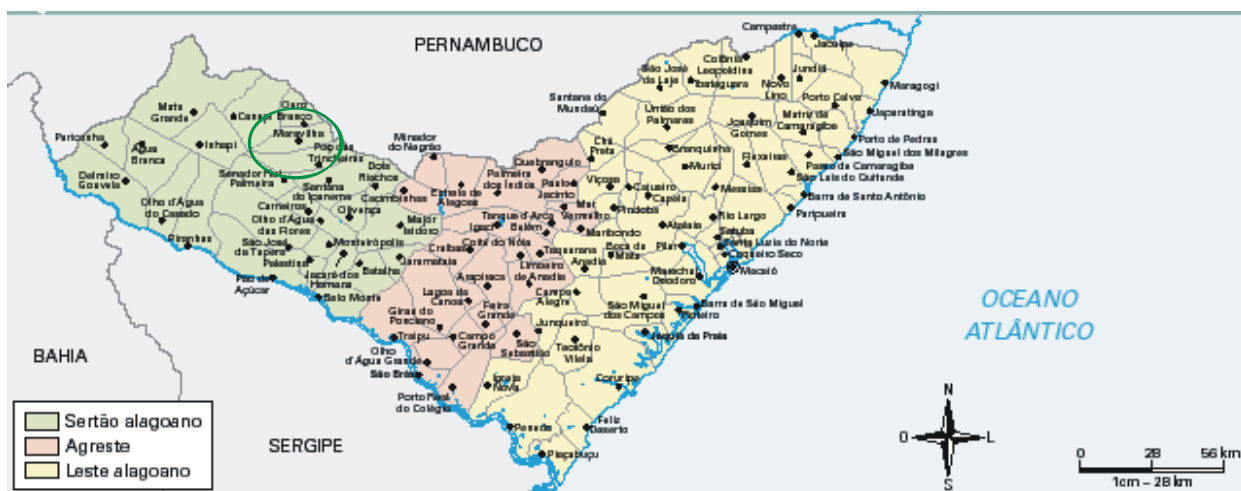 PERNAMBUCO
Campestre
Jacuípe
Colônia
Leopoldina
São José
da Laje
Ibateguara
Novo
Lino
Jundiá
Maragogi
Porto Calvo
Japaratinga
Santana do
Mundaú
União dos
Palmares
Joaquim
Gomes
Matriz de
Camaragibe
Porto de Pedras
São Miguel dos Milagres
Passo de Camaragibe
São Luís do Quitunde
Barra de Santo Antônio
Paripueira
Mata
Grande
Canapi
Ouro
Branco
Maravilha
Pariconha
Água
Branca
Inhapi
Poço das
Trincheiras
Minador
do Negrão
Chã
Preta
Branquinha
Murici
Flexeiras
Delmiro
Gouveia
Senador Rui
Palmeira
Santana
do Ipanema
Dois
Riachos
Cacimbinhas
Estrela de
Alagoas
Palmeira
dos Índios
Quebrangulo
Paulo
Jacinto
Viçosa
Cajueiro
Capela
Messias
Olho d'Água
do Casado
Piranhas
Carneiros
Olho d'Água
das Flores
Olivença
Major
Isidoro
Igaci
Tanque d'Arca
Belém
Mar
Vermelho
Pindoba
Maribondo
Atalaia
Rio Largo
Satuba
Santa Luzia do Norte
Coqueiro Seco
Maceió
São José
da Tapera
Monteirópolis
Palestina
Jacaré dos
Homens
Batalha
Jaramataia
Craíbas
Coité do Nóia
Taquarana
Anadia
Boca da
Mata
Pilar
Marechal
Deodoro
Pão de
Açúcar
Belo Monte
Arapiraca
Limoeiro
de Anadia
Lagoa da
Canoa
Feira
Grande
Campo
Alegre
São Miguel
dos Campos
Barra de São Miguel
Roteiro
Jequiá da Praia
Girau do
Ponciano
Traipu
Campo
Grande
São
Sebastião
Junqueiro
Teotônio
Vilela
Olho
d'Água Grande
São Brás
Porto Real
do Colégio
Igreja
Nova
Coruripe
Feliz
Deserto
Penedo
Piaçabuçu
OCEANO
ATLÂNTICO
BAHIA
SERGIPE
Sertão alagoano
Agreste
Leste alagoano
N
O
L
S
0 28 56 km
1cm – 28 km